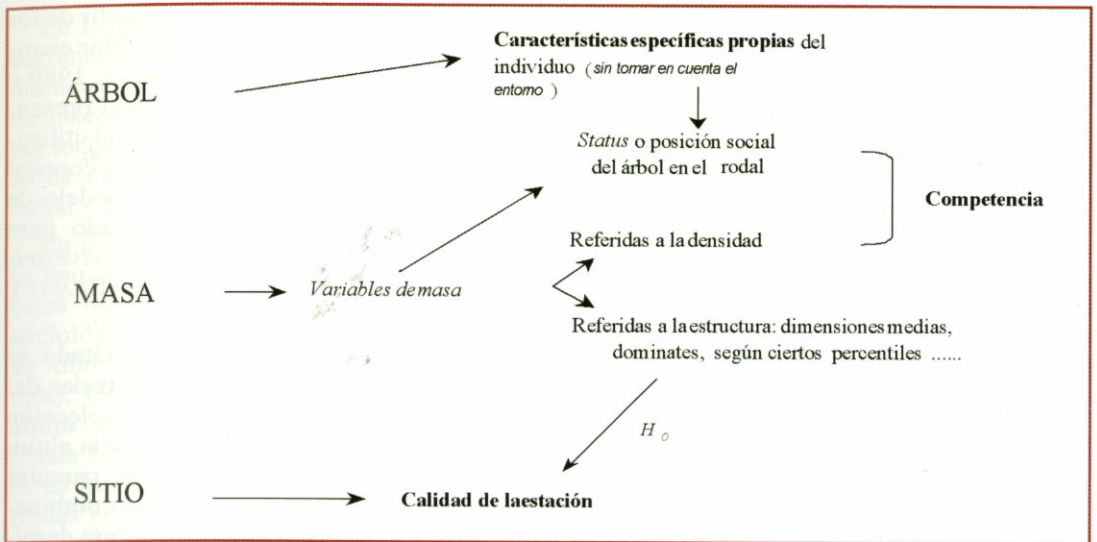 Características específicas propias del
individuo (sin tomar en cuenta el
entorno )
ÁRBOL
Status o posición social
del árbol en el rodal
Competencia
Referidas a la densidad
MASA
Variables de masa
Referidas a la estructura: dimensiones medias,
dominates, según ciertos percentiles ......
H o
SITIO
Calidad de laestación